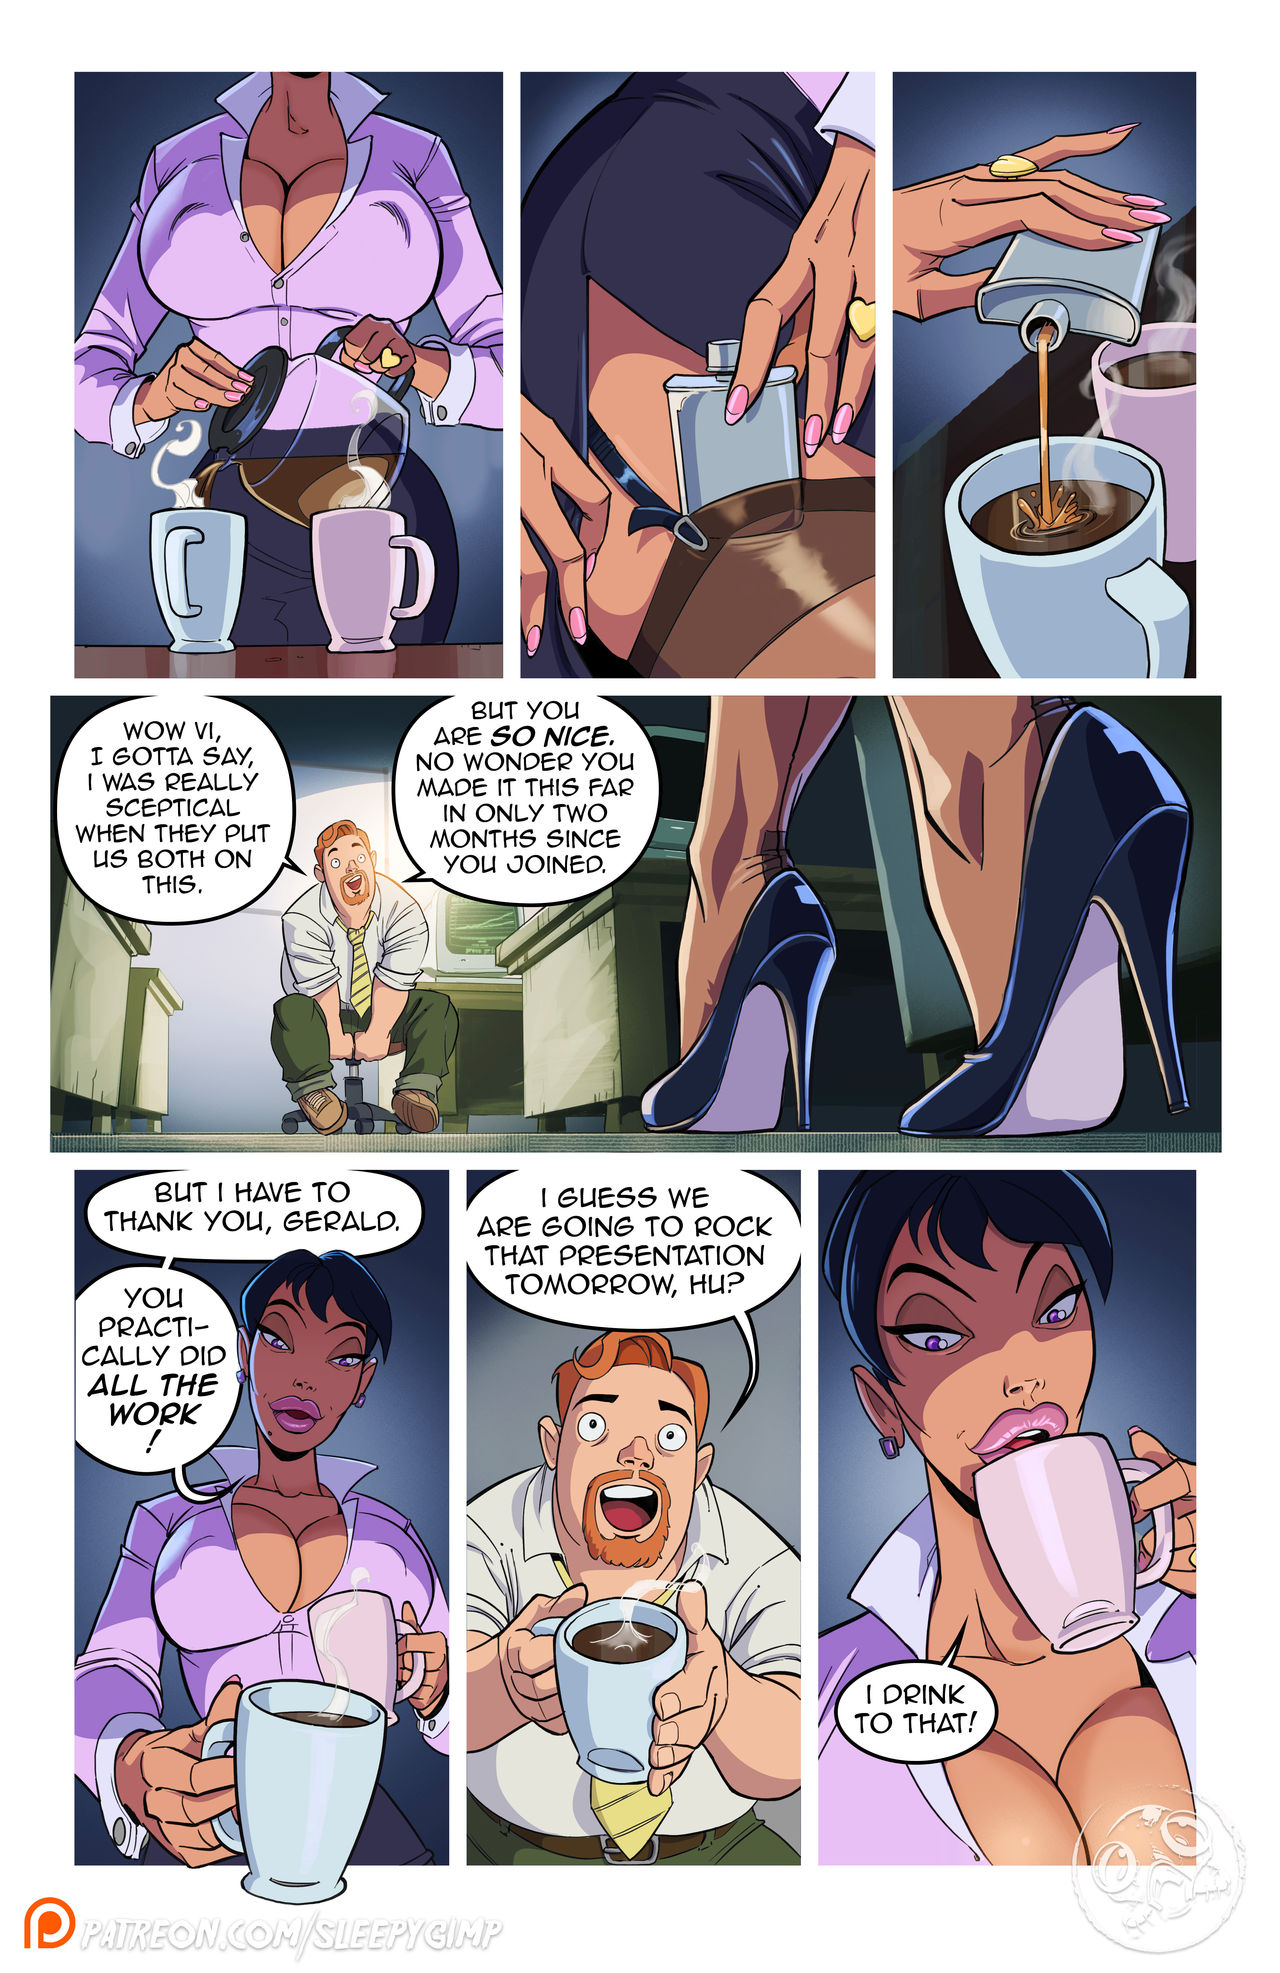 WOW VI,
I GOTTA SAY,
I WAS REALLY
SCEPTICAL
WHEN THEY PUT
US BOTH ON
THIS.
BUT YOU
ARE SO NICE.
NO WONDER YOU
MADE IT THIS FAR
IN ONLY TWO
MONTHS SINCE
YOU JOINED.
BUT I HAVE TO
THANK YOU, GERALD.
YOU
PRACTI-
CALLY DID
ALL THE
WORK
!
I GUESS WE
ARE GOING TO ROCK
THAT PRESENTATION
TOMORROW, HU?
I DRINK
TO THAT!
PATREON.COM/SLEEPYGIMP